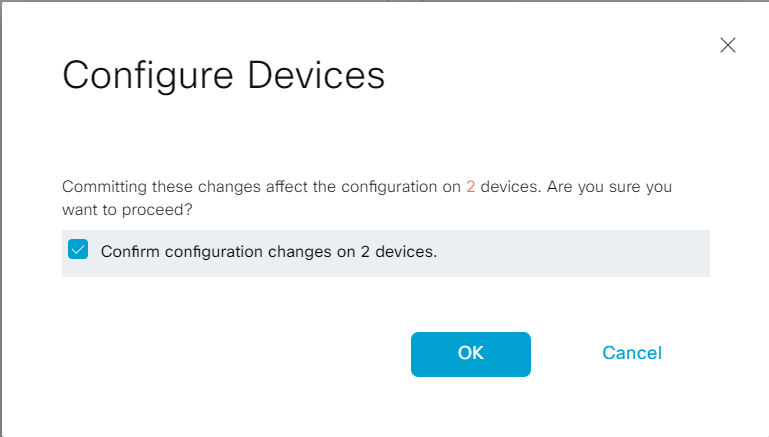 Configure Devices
Committing these changes affect the configuration on 2 devices. Are you sure you
want to proceed?
Confirm configuration changes on 2 devices.
OK
Cancel